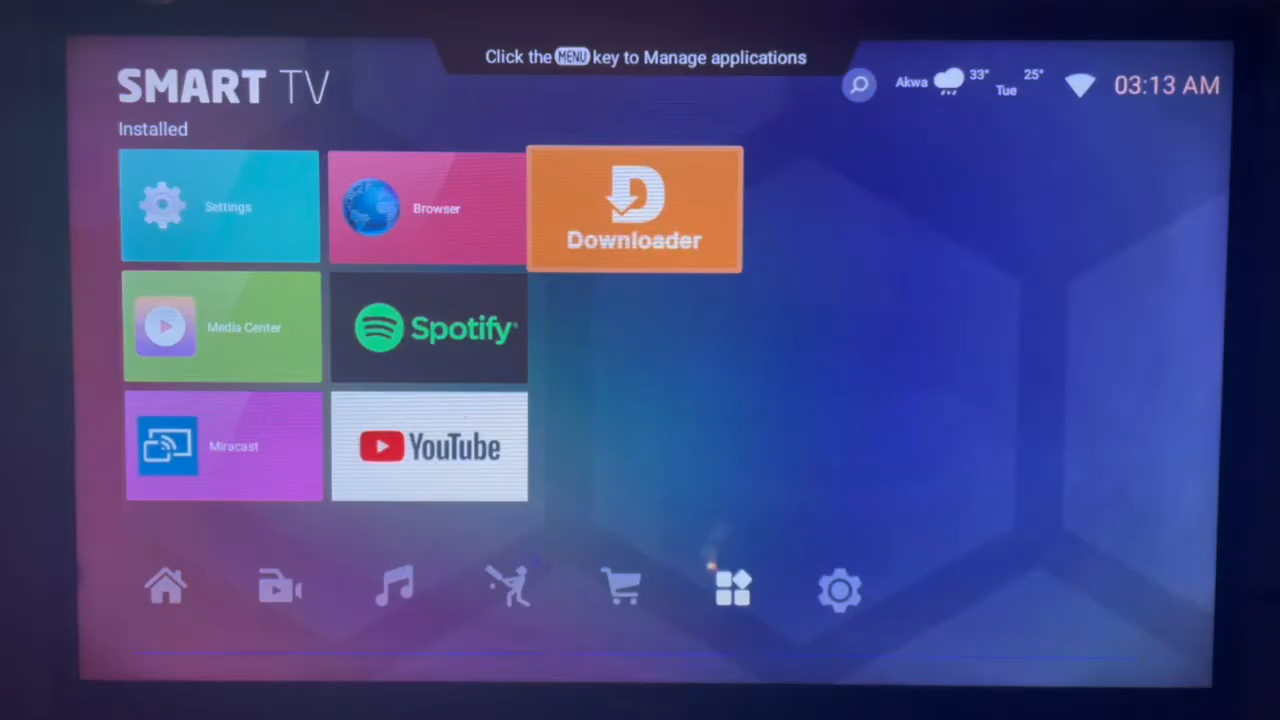 Click the MENU key to Manage applications
SMART TV
Akwa 33° Tue 25° 03:13 AM
Installed
Settings
Browser
Downloader
Media Center
Spotify
Miracast
YouTube